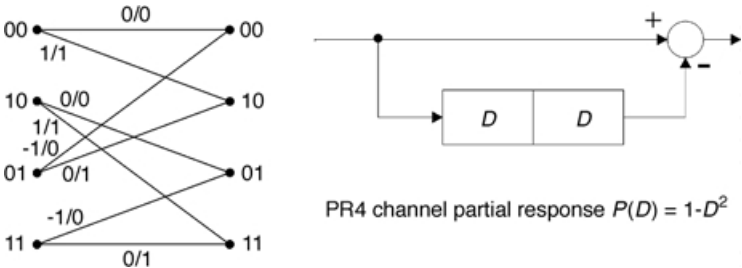 0/0
00 00
1/1
10 0/0 10
1/1
-1/0
01 0/1 01
-1/0
11 11
0/1
+
-
D D
PR4 channel partial response P(D) = 1-D²